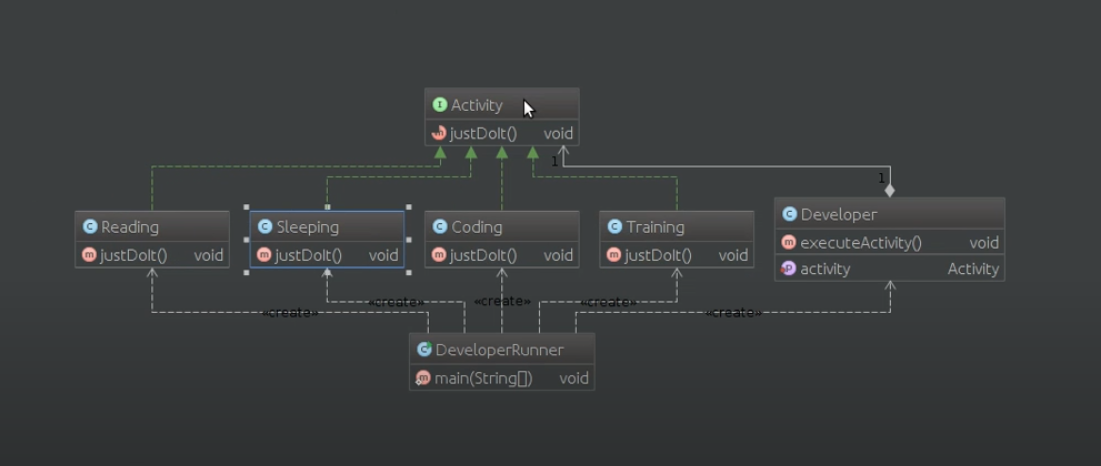 Activity
justDoIt() void
1
1
Reading
justDoIt() void
Sleeping
justDoIt() void
Coding
justDoIt() void
Training
justDoIt() void
Developer
executeActivity() void
activity Activity
«create»
«create»
«create»
«create»
«create»
DeveloperRunner
main(String[]) void